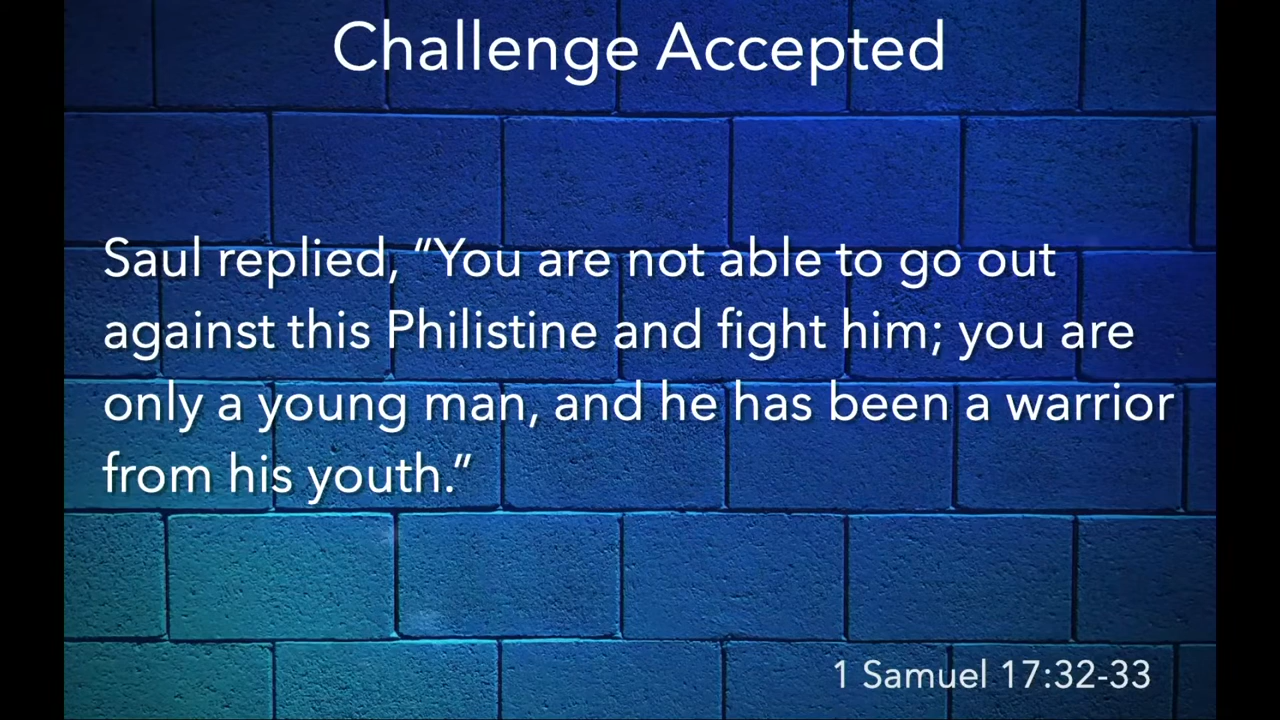 Challenge Accepted
Saul replied, “You are not able to go out
against this Philistine and fight him; you are
only a young man, and he has been a warrior
from his youth.”
1 Samuel 17:32-33